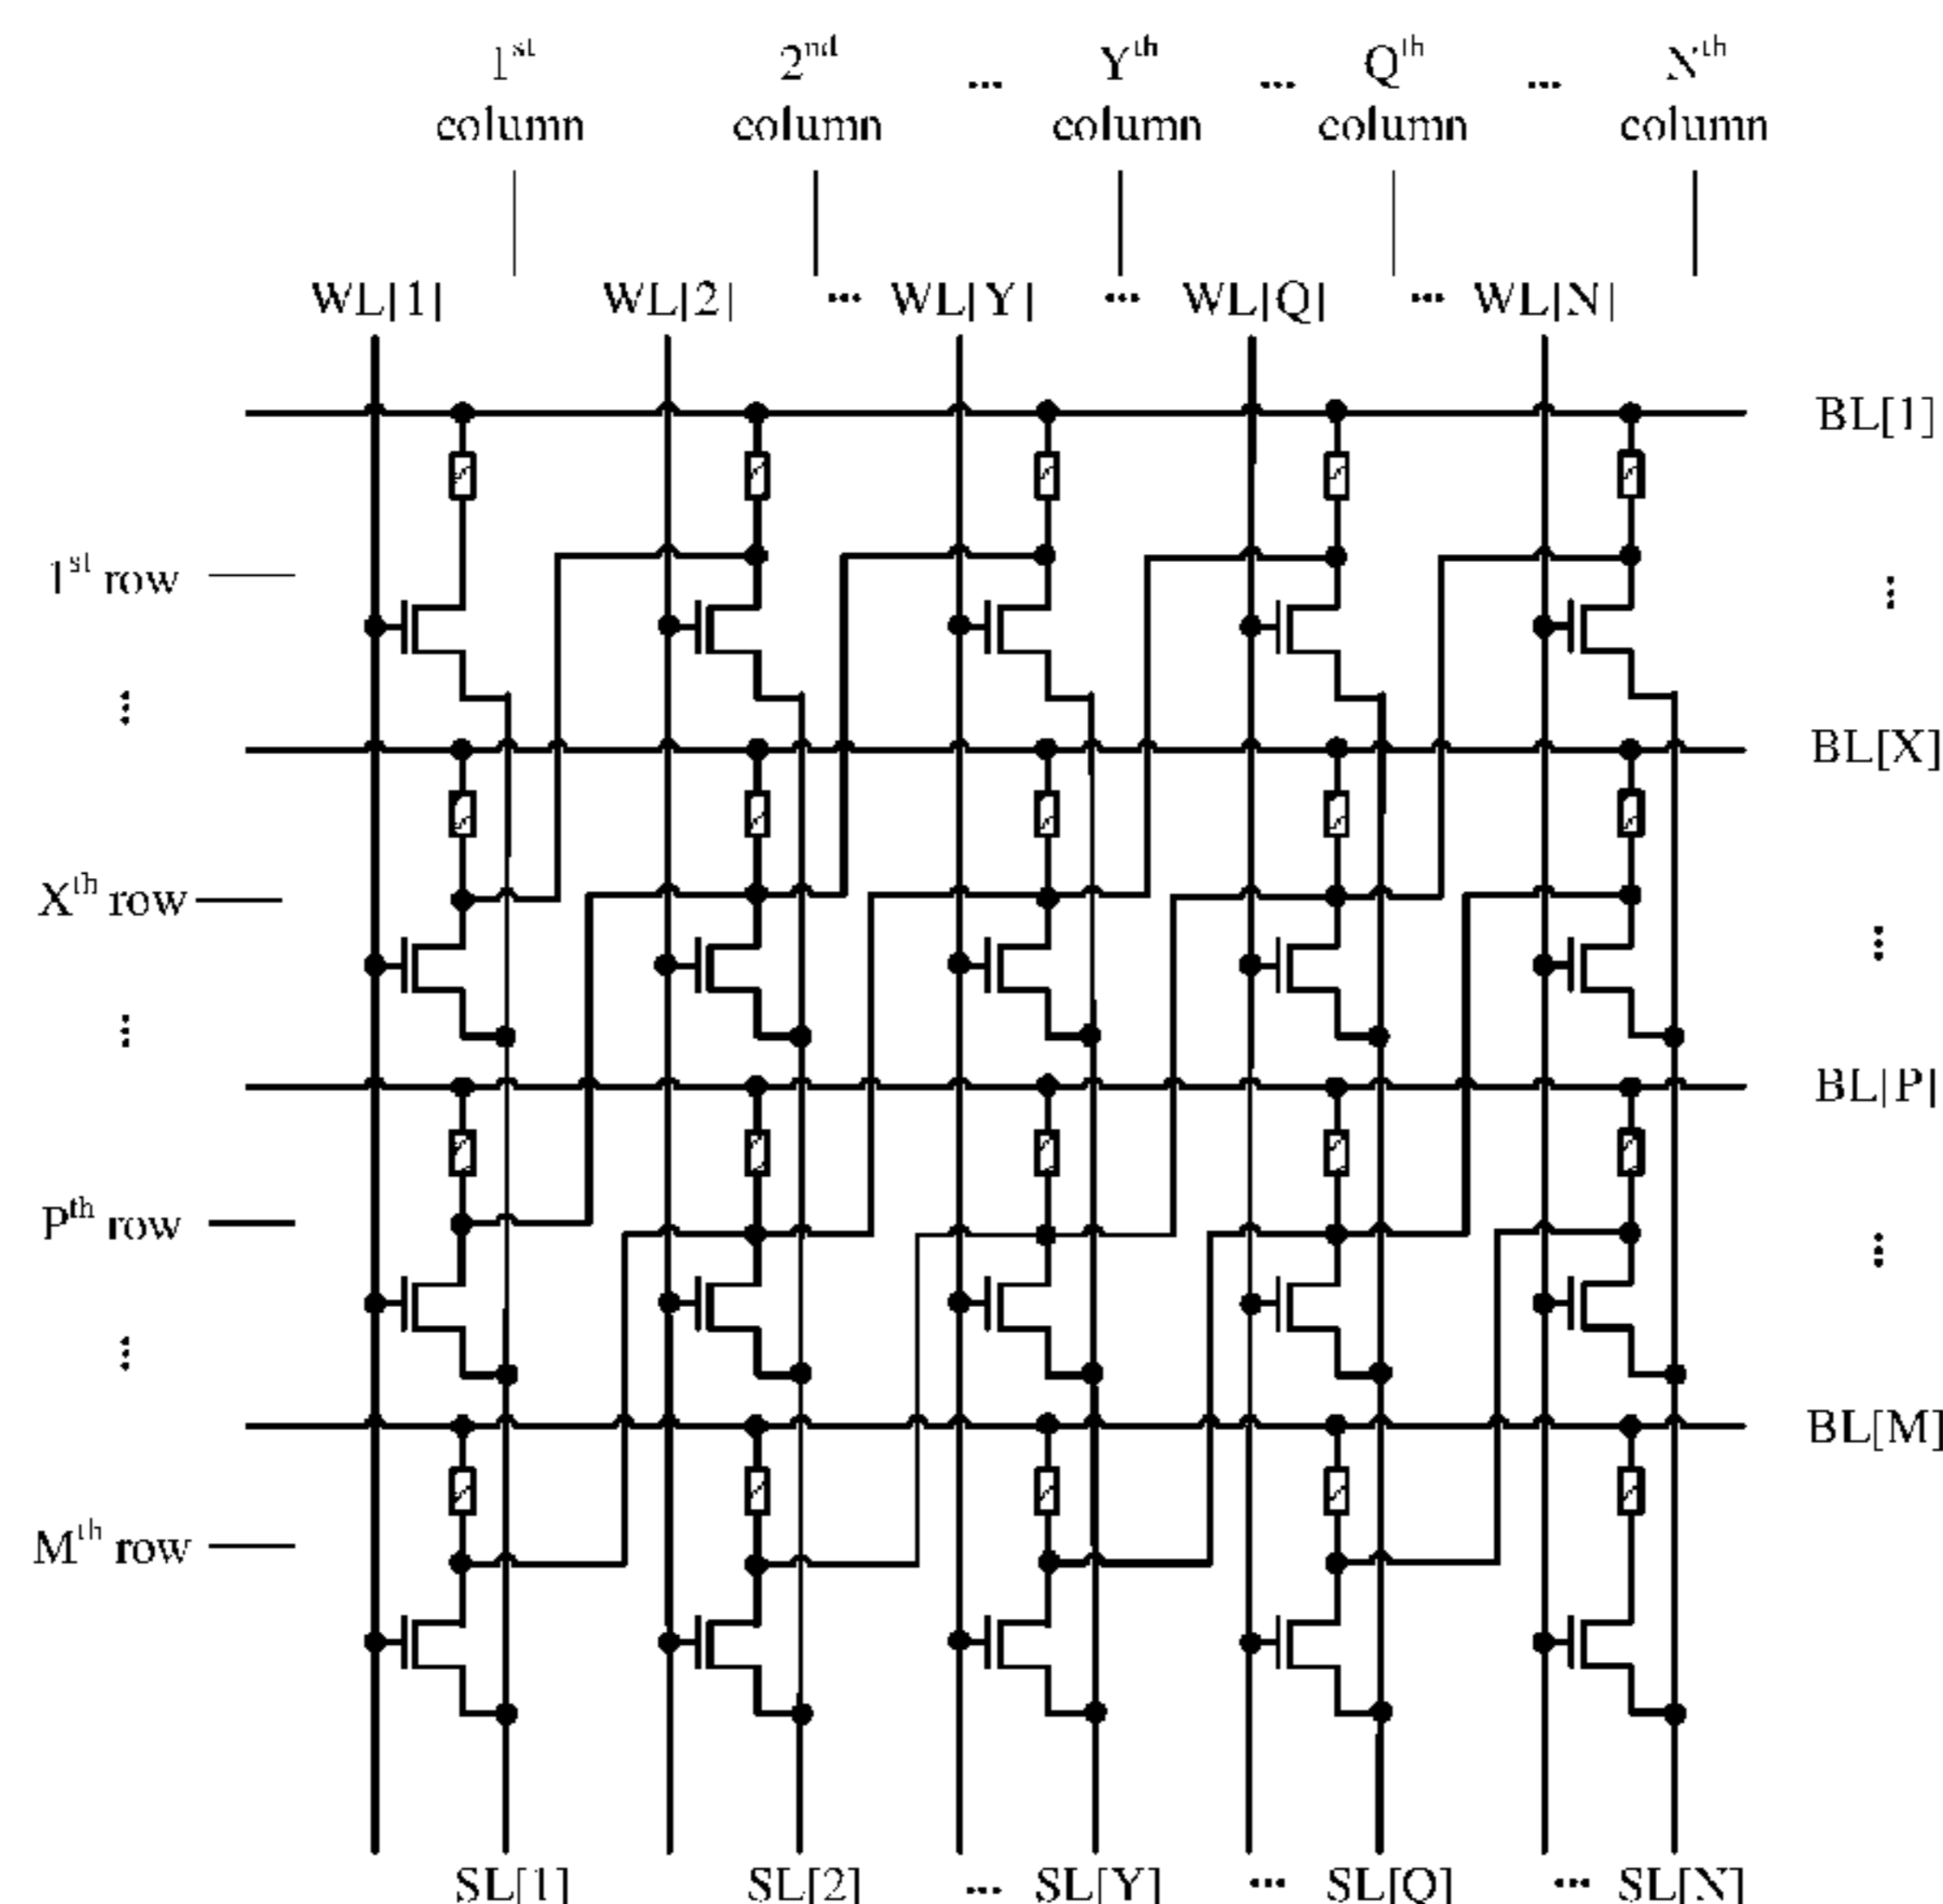 1st 2nd ... Yth ... Qth ... Nth
column column column column column
WL[1] WL[2] ... WL[Y] ... WL[Q] ... WL[N]
BL[1]
1st row
BL[X]
Xth row
BL[P]
Pth row
BL[M]
Mth row
SL[1] SL[2] ... SL[Y] ... SL[Q] ... SL[N]